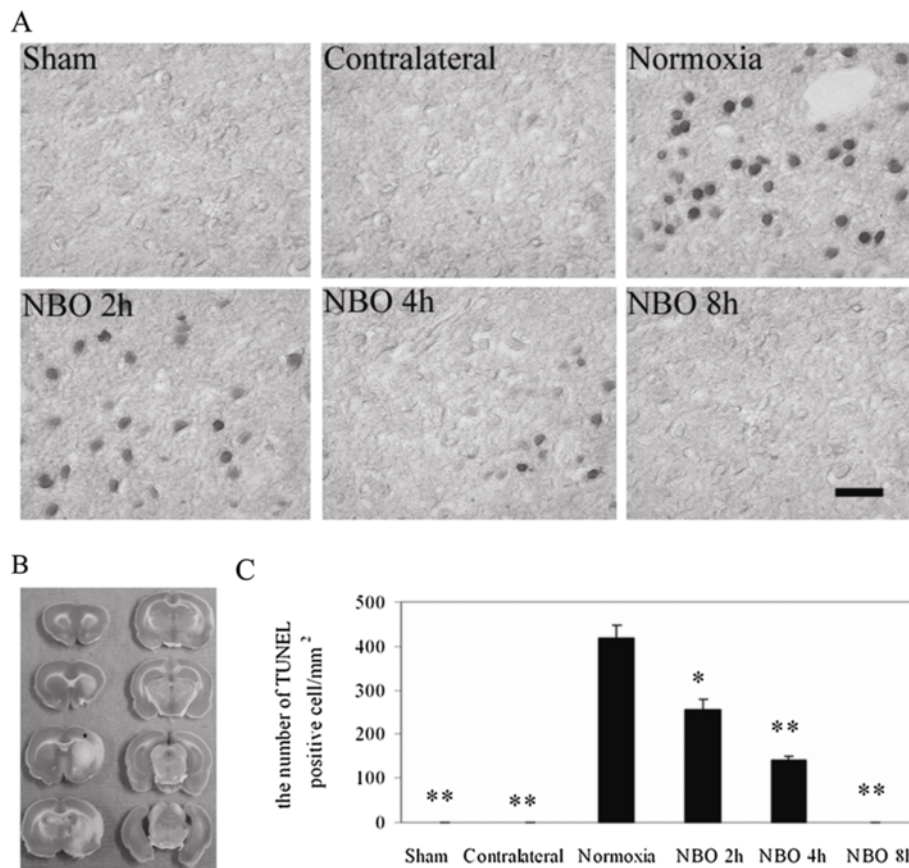 A
Sham
Contralateral
Normoxia
NBO 2h
NBO 4h
NBO 8h
B
C
the number of TUNEL
positive cell/mm²
500
400
300
200
100
0
**
**
*
**
**
Sham
Contralateral
Normoxia
NBO 2h
NBO 4h
NBO 8h